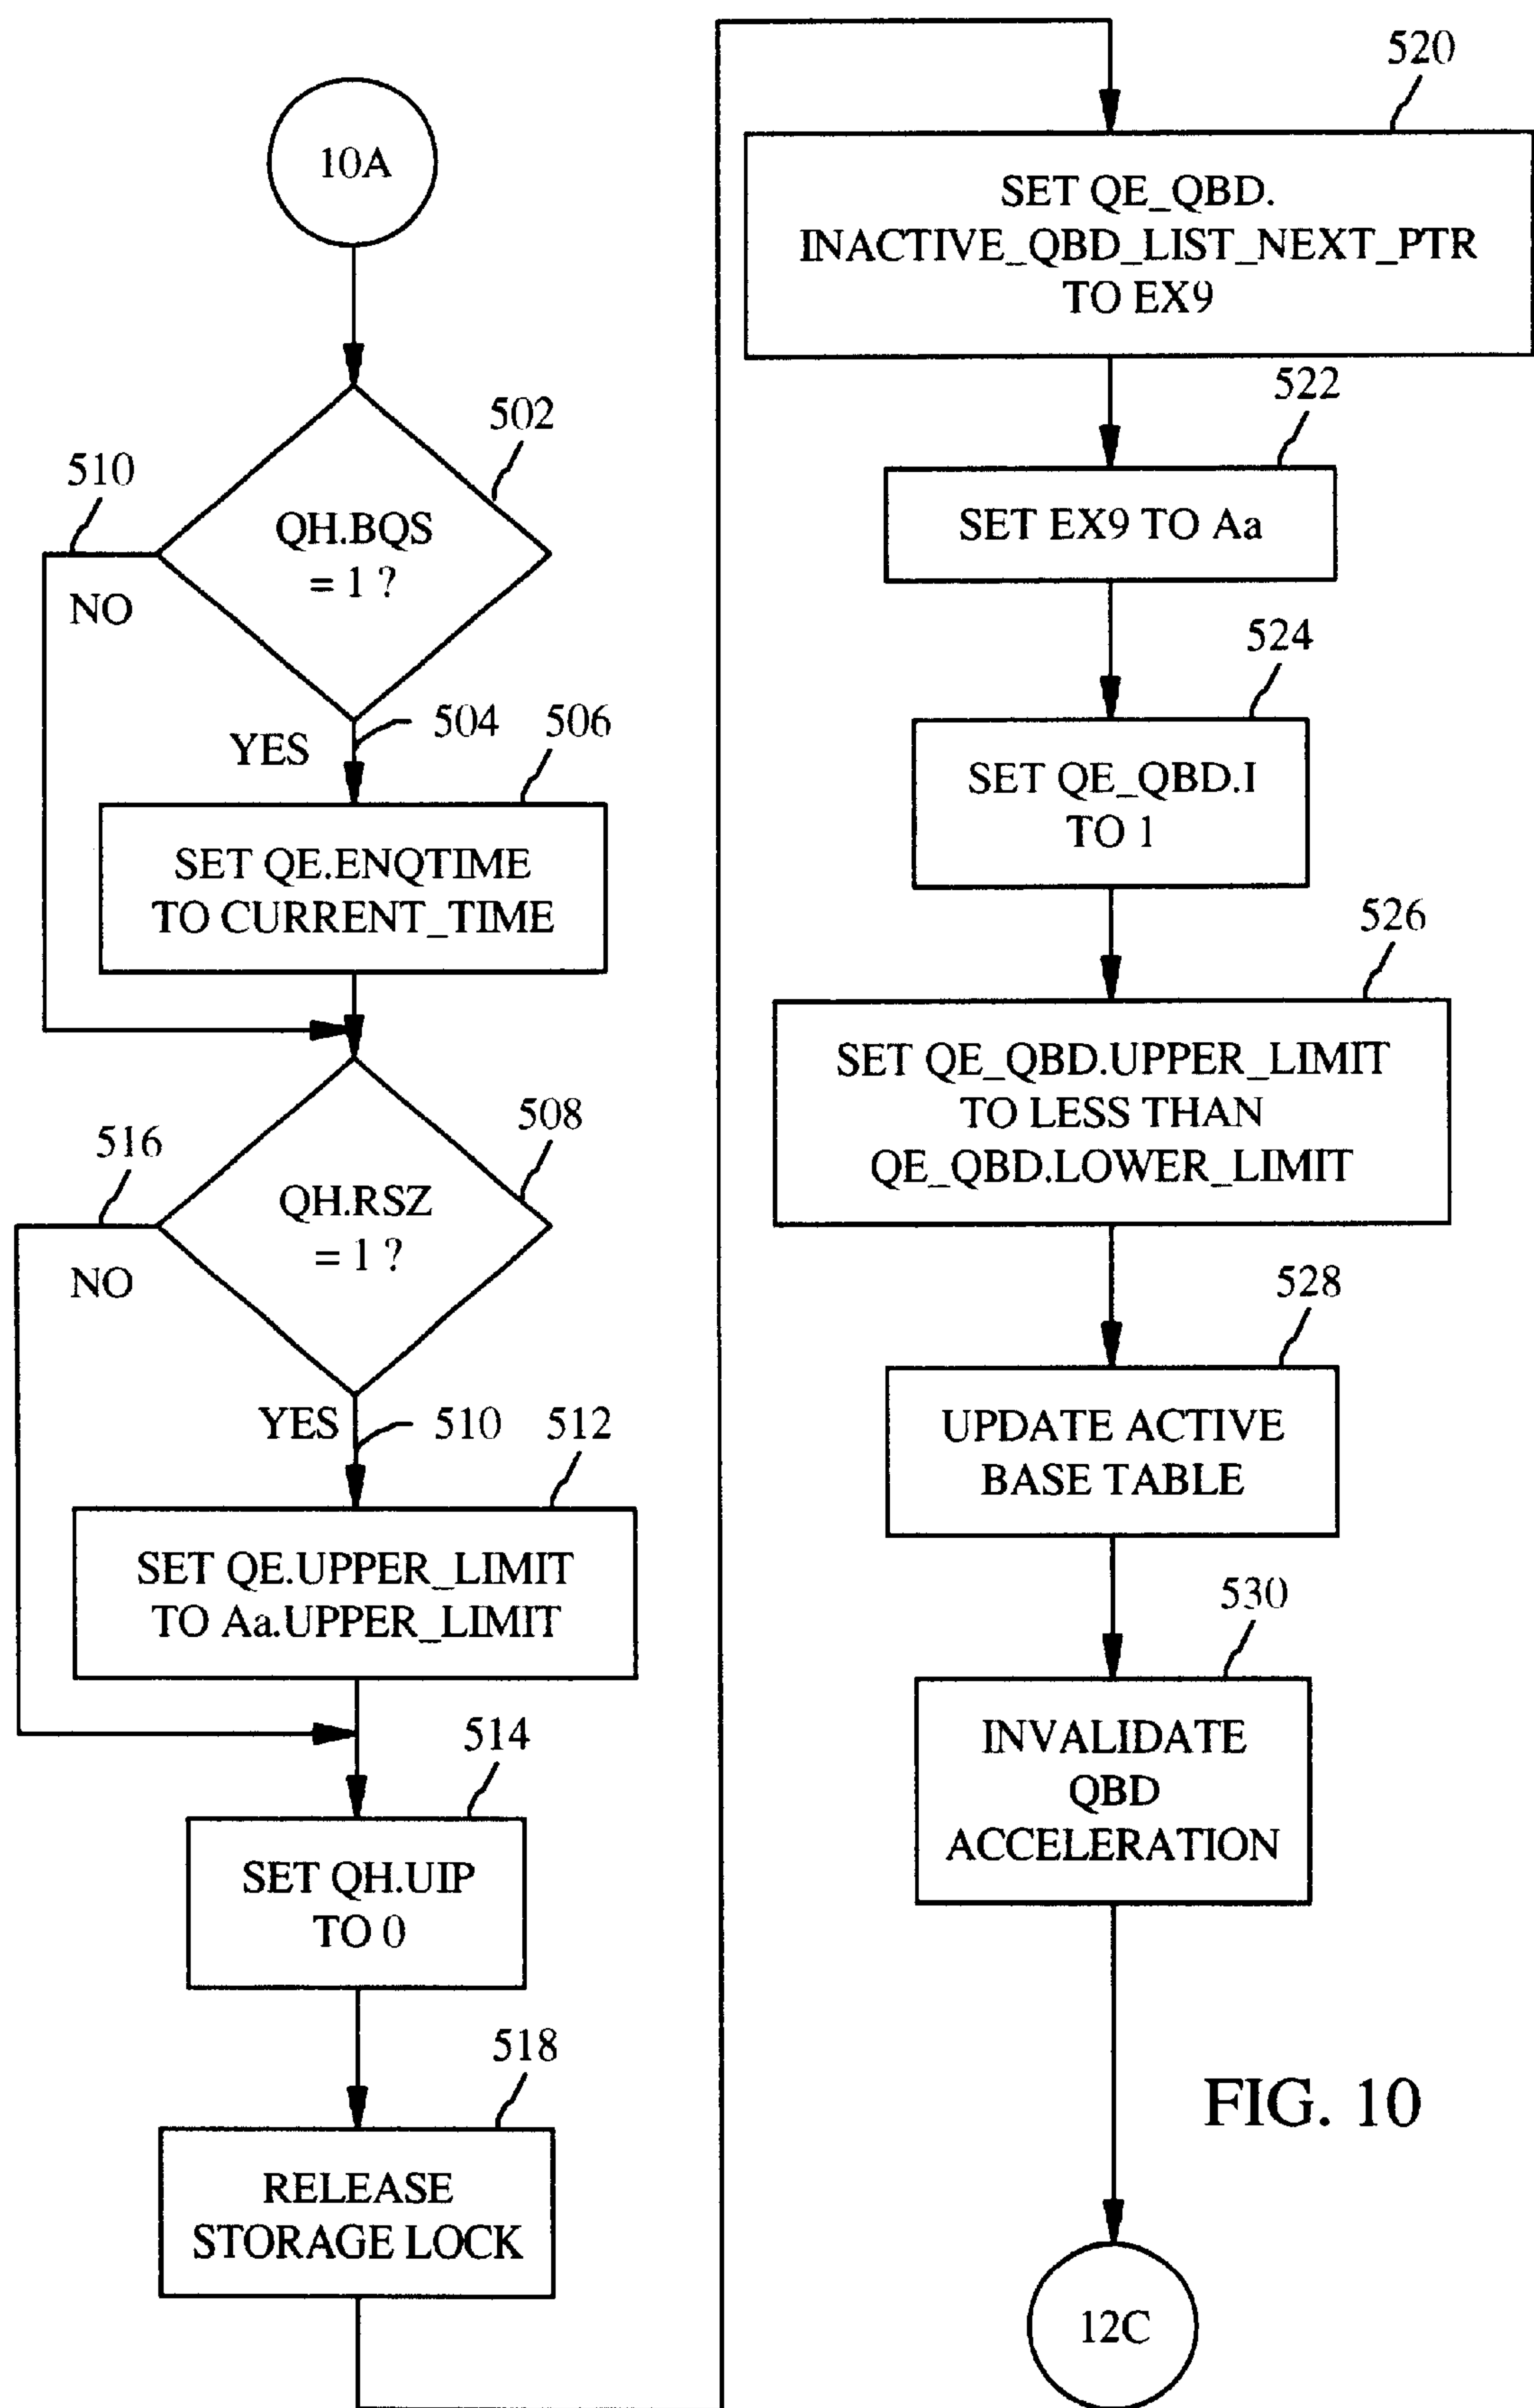 10A
502
510
QH.BQS
= 1 ?
NO
504
506
YES
SET QE.ENQTIME
TO CURRENT_TIME
508
516
QH.RSZ
= 1 ?
NO
YES
510
512
SET QE.UPPER_LIMIT
TO Aa.UPPER_LIMIT
514
SET QH.UIP
TO 0
518
RELEASE
STORAGE LOCK
520
SET QE_QBD.
INACTIVE_QBD_LIST_NEXT_PTR
TO EX9
522
SET EX9 TO Aa
524
SET QE_QBD.I
TO 1
526
SET QE_QBD.UPPER_LIMIT
TO LESS THAN
QE_QBD.LOWER_LIMIT
528
UPDATE ACTIVE
BASE TABLE
530
INVALIDATE
QBD
ACCELERATION
12C
FIG. 10